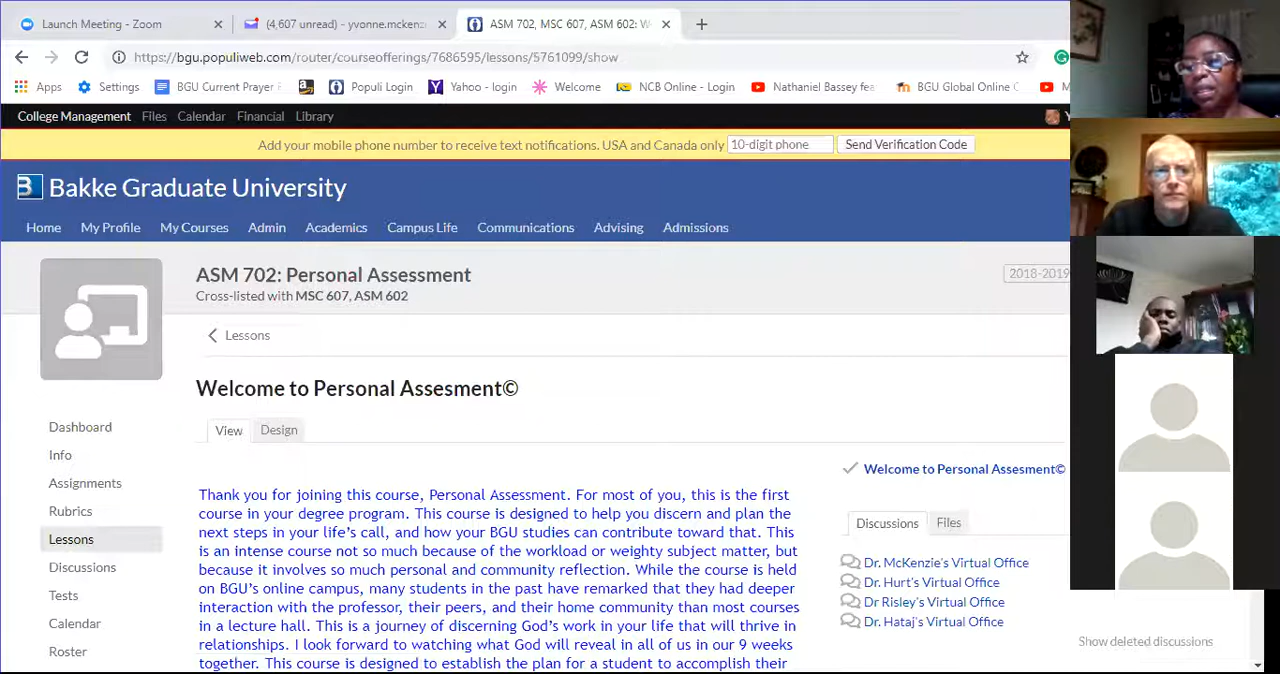 Launch Meeting - Zoom
(4,607 unread) - yvonne.mckenz
ASM 702, MSC 607, ASM 602: W
https://bgu.populiweb.com/router/courseofferings/7686595/lessons/5761099/show
Apps Settings BGU Current Prayer Populi Login Yahoo - login Welcome NCB Online - Login Nathaniel Bassey fea BGU Global Online C
College Management Files Calendar Financial Library
Add your mobile phone number to receive text notifications. USA and Canada only 10-digit phone Send Verification Code
Bakke Graduate University
Home My Profile My Courses Admin Academics Campus Life Communications Advising Admissions
ASM 702: Personal Assessment
2018-2019
Cross-listed with MSC 607, ASM 602
Lessons
Welcome to Personal Assesment©
View Design
Dashboard
Info
Assignments
Rubrics
Lessons
Discussions
Tests
Calendar
Roster
Thank you for joining this course, Personal Assessment. For most of you, this is the first
course in your degree program. This course is designed to help you discern and plan the
next steps in your life's call, and how your BGU studies can contribute toward that. This
is an intense course not so much because of the workload or weighty subject matter, but
because it involves so much personal and community reflection. While the course is held
on BGU's online campus, many students in the past have remarked that they had deeper
interaction with the professor, their peers, and their home community than most courses
in a lecture hall. This is a journey of discerning God's work in your life that will thrive in
relationships. I look forward to watching what God will reveal in all of us in our 9 weeks
together. This course is designed to establish the plan for a student to accomplish their
Welcome to Personal Assesment©
Discussions Files
Dr. McKenzie's Virtual Office
Dr. Hurt's Virtual Office
Dr Risley's Virtual Office
Dr. Hataj's Virtual Office
Show deleted discussions